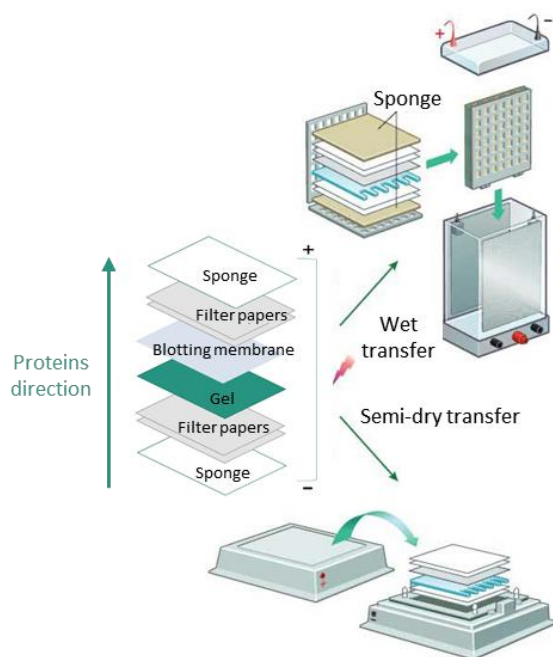 + −
Sponge
+
Sponge
Filter papers
Blotting membrane
Gel
Filter papers
Sponge
−
Proteins
direction
Wet
transfer
Semi-dry transfer